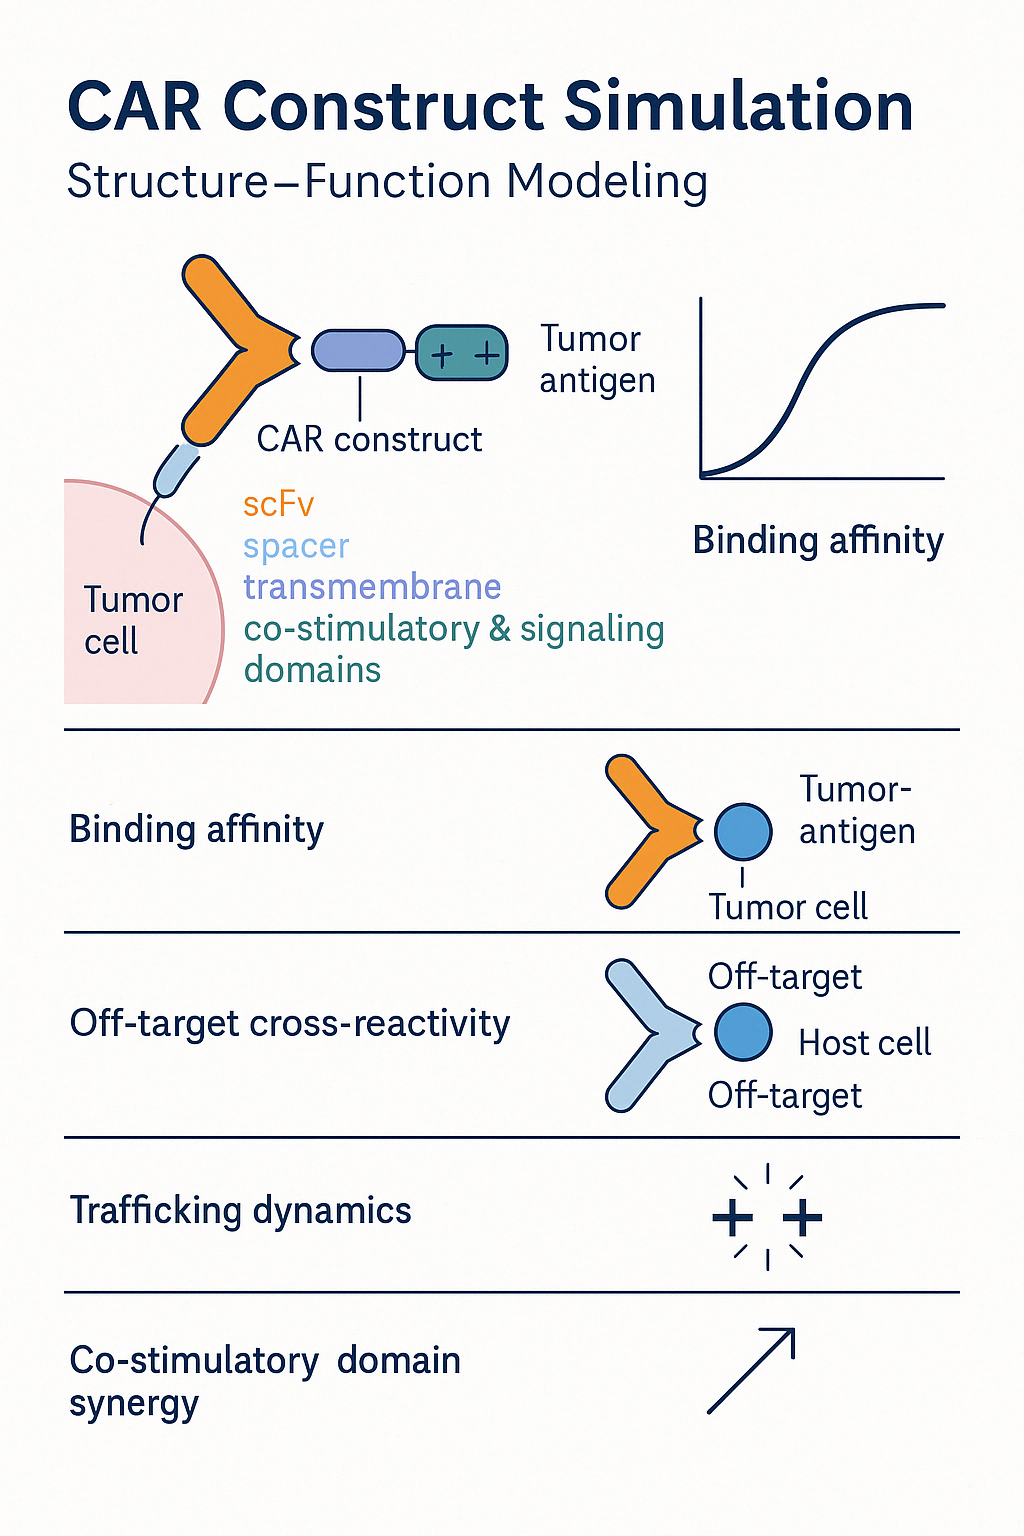 CAR Construct Simulation
Structure–Function Modeling
Tumor
antigen
CAR construct
scFv
spacer
transmembrane
co-stimulatory & signaling
domains
Tumor
cell
Binding affinity
Binding affinity
Tumor-
antigen
Tumor cell
Off-target cross-reactivity
Off-target
Host cell
Off-target
Trafficking dynamics
Co-stimulatory domain
synergy